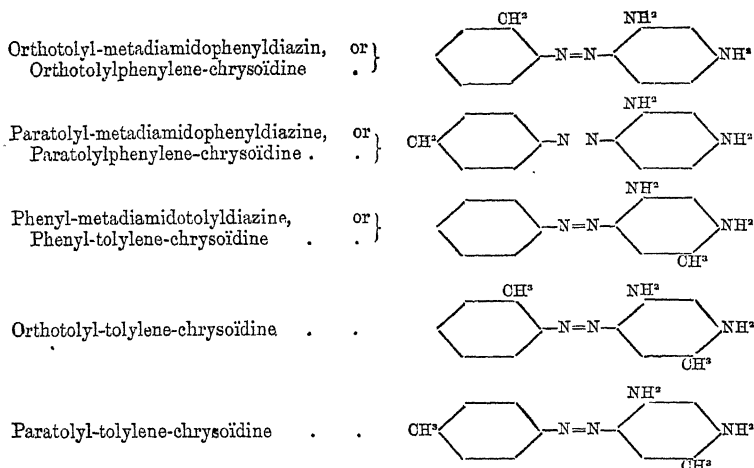 CH³ NH²
Orthotolyl-metadiamidophenyldiazin, or}
Orthotolylphenylene-chrysoïdine .
N=N NH²
NH²
Paratolyl-metadiamidophenyldiazine, or}
Paratolylphenylene-chrysoïdine . .
CH³ N N NH²
NH²
Phenyl-metadiamidotolyldiazine, or}
Phenyl-tolylene-chrysoïdine . .
N=N NH²
CH³
CH³ NH²
Orthotolyl-tolylene-chrysoïdine . . N=N NH²
CH³
NH²
Paratolyl-tolylene-chrysoïdine . . CH³ N=N NH²
CH³